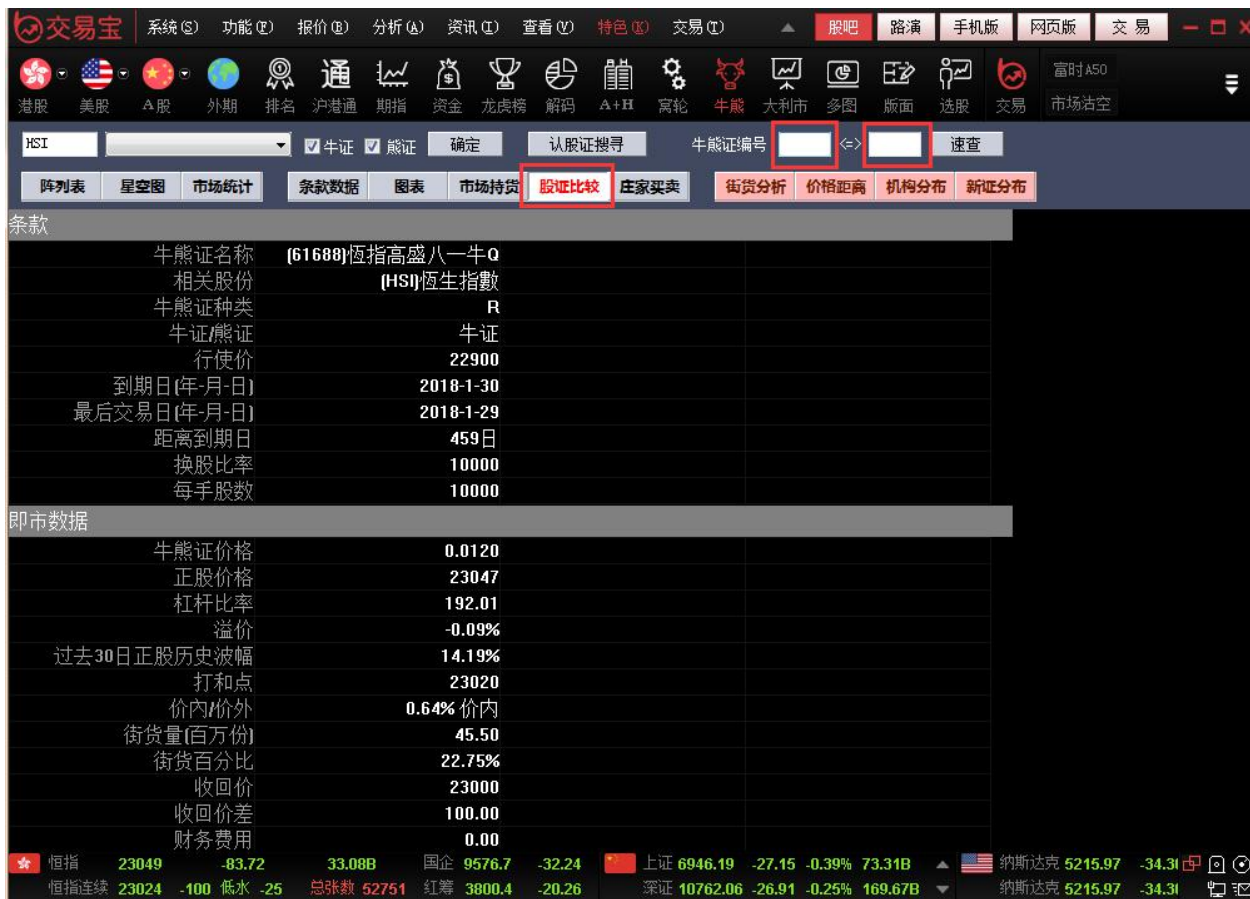 交易宝 系统(S) 功能(F) 报价(B) 分析(A) 资讯(I) 查看(V) 特色(K) 交易(T) 股吧 路演 手机版 网页版 交 易
港股 美股 A股 外期 排名 通 沪港通 期指 资金 龙虎榜 解码 A+H 窝轮 牛熊 大利市 多图 版面 选股 交易 富时A50 市场沽空
HSI 牛证 熊证 确定 认股证搜寻 牛熊证编号 <=> 速查
阵列表 星空图 市场统计 条款数据 图表 市场持货 股证比较 庄家买卖 街货分析 价格距离 机构分布 新证分布
条款
牛熊证名称 (61688)恆指高盛八一牛Q
相关股份 (HSI)恆生指數
牛熊证种类 R
牛证/熊证 牛证
行使价 22900
到期日(年-月-日) 2018-1-30
最后交易日(年-月-日) 2018-1-29
距离到期日 459日
换股比率 10000
每手股数 10000
即市数据
牛熊证价格 0.0120
正股价格 23047
杠杆比率 192.01
溢价 -0.09%
过去30日正股历史波幅 14.19%
打和点 23020
价内/价外 0.64% 价内
街货量(百万份) 45.50
街货百分比 22.75%
收回价 23000
收回价差 100.00
财务费用 0.00
恒指 23049 -83.72 33.08B 国企 9576.7 -32.24 上证 6946.19 -27.15 -0.39% 73.31B 纳斯达克 5215.97 -34.3
恒指连续 23024 -100 低水 -25 总张数 52751 红筹 3800.4 -20.26 深证 10762.06 -26.91 -0.25% 169.67B 纳斯达克 5215.97 -34.3